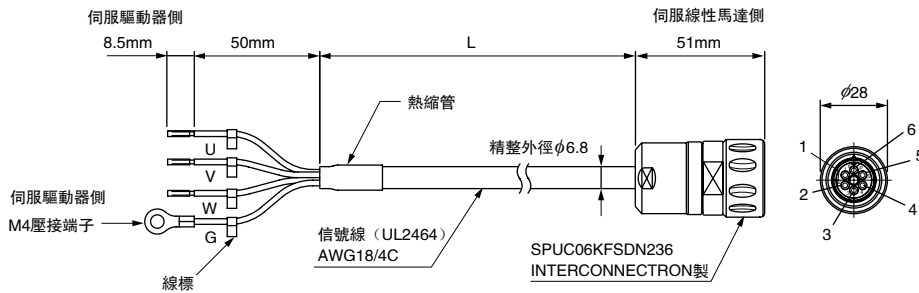 伺服驅動器側
伺服線性馬達側
8.5mm
50mm
L
51mm
熱縮管
φ28
精整外徑φ6.8
U
V
W
G
伺服驅動器側
M4壓接端子
線標
信號線（UL2464）
AWG18/4C
SPUC06KFSDN236
INTERCONNECTRON製
1
2
3
4
5
6